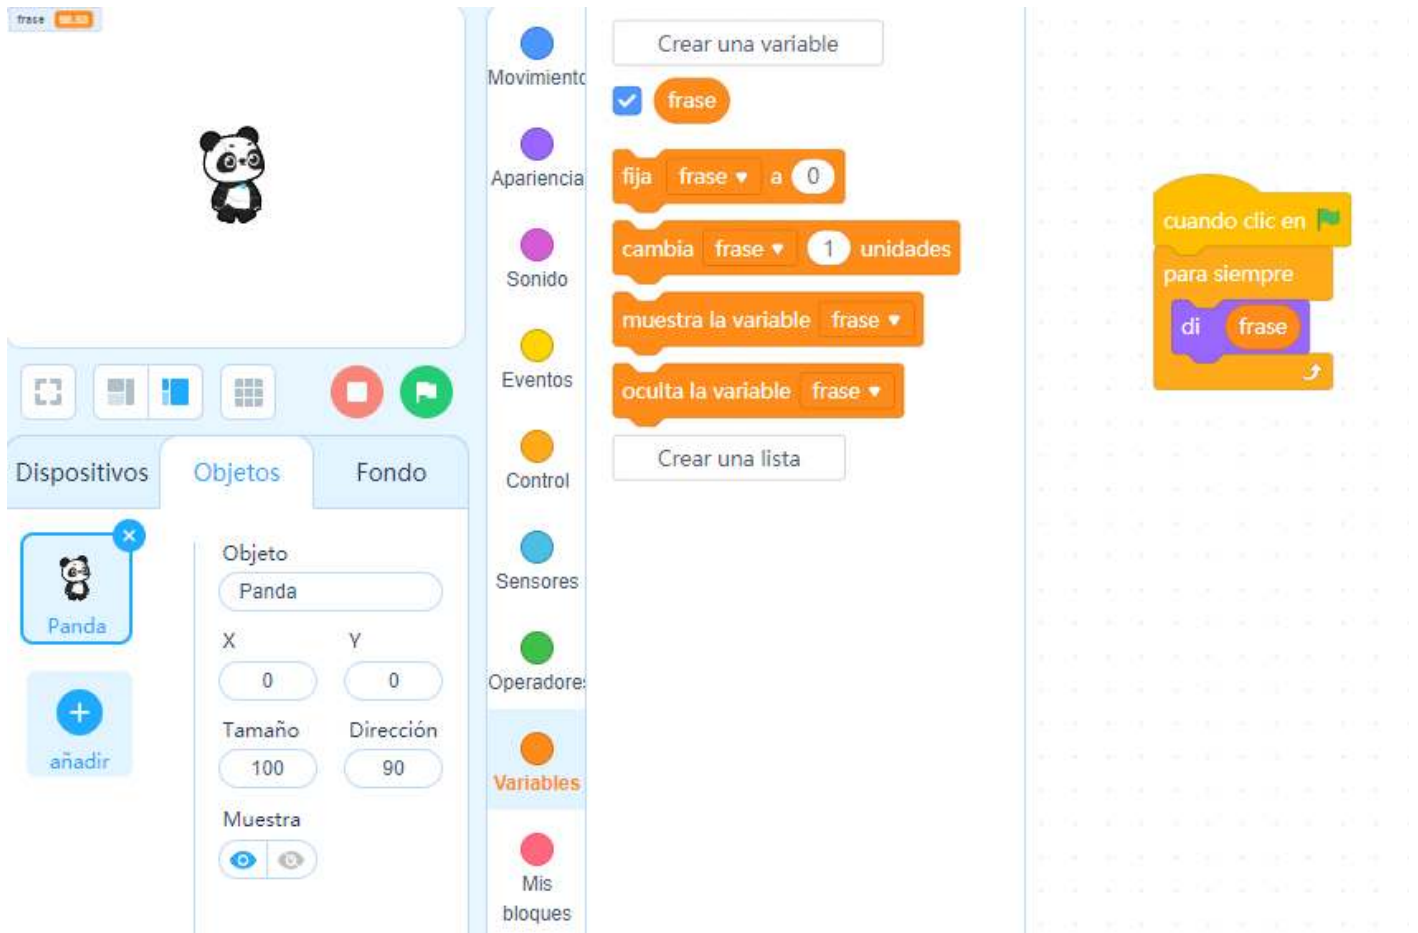 frase
Movimiento
Apariencia
Sonido
Eventos
Control
Sensores
Operadore
Variables
Mis
bloques
Crear una variable
frase
fija frase a 0
cambia frase 1 unidades
muestra la variable frase
oculta la variable frase
Crear una lista
cuando clic en
para siempre
di frase
Dispositivos Objetos Fondo
Panda
añadir
Objeto
Panda
X Y
0 0
Tamaño Dirección
100 90
Muestra